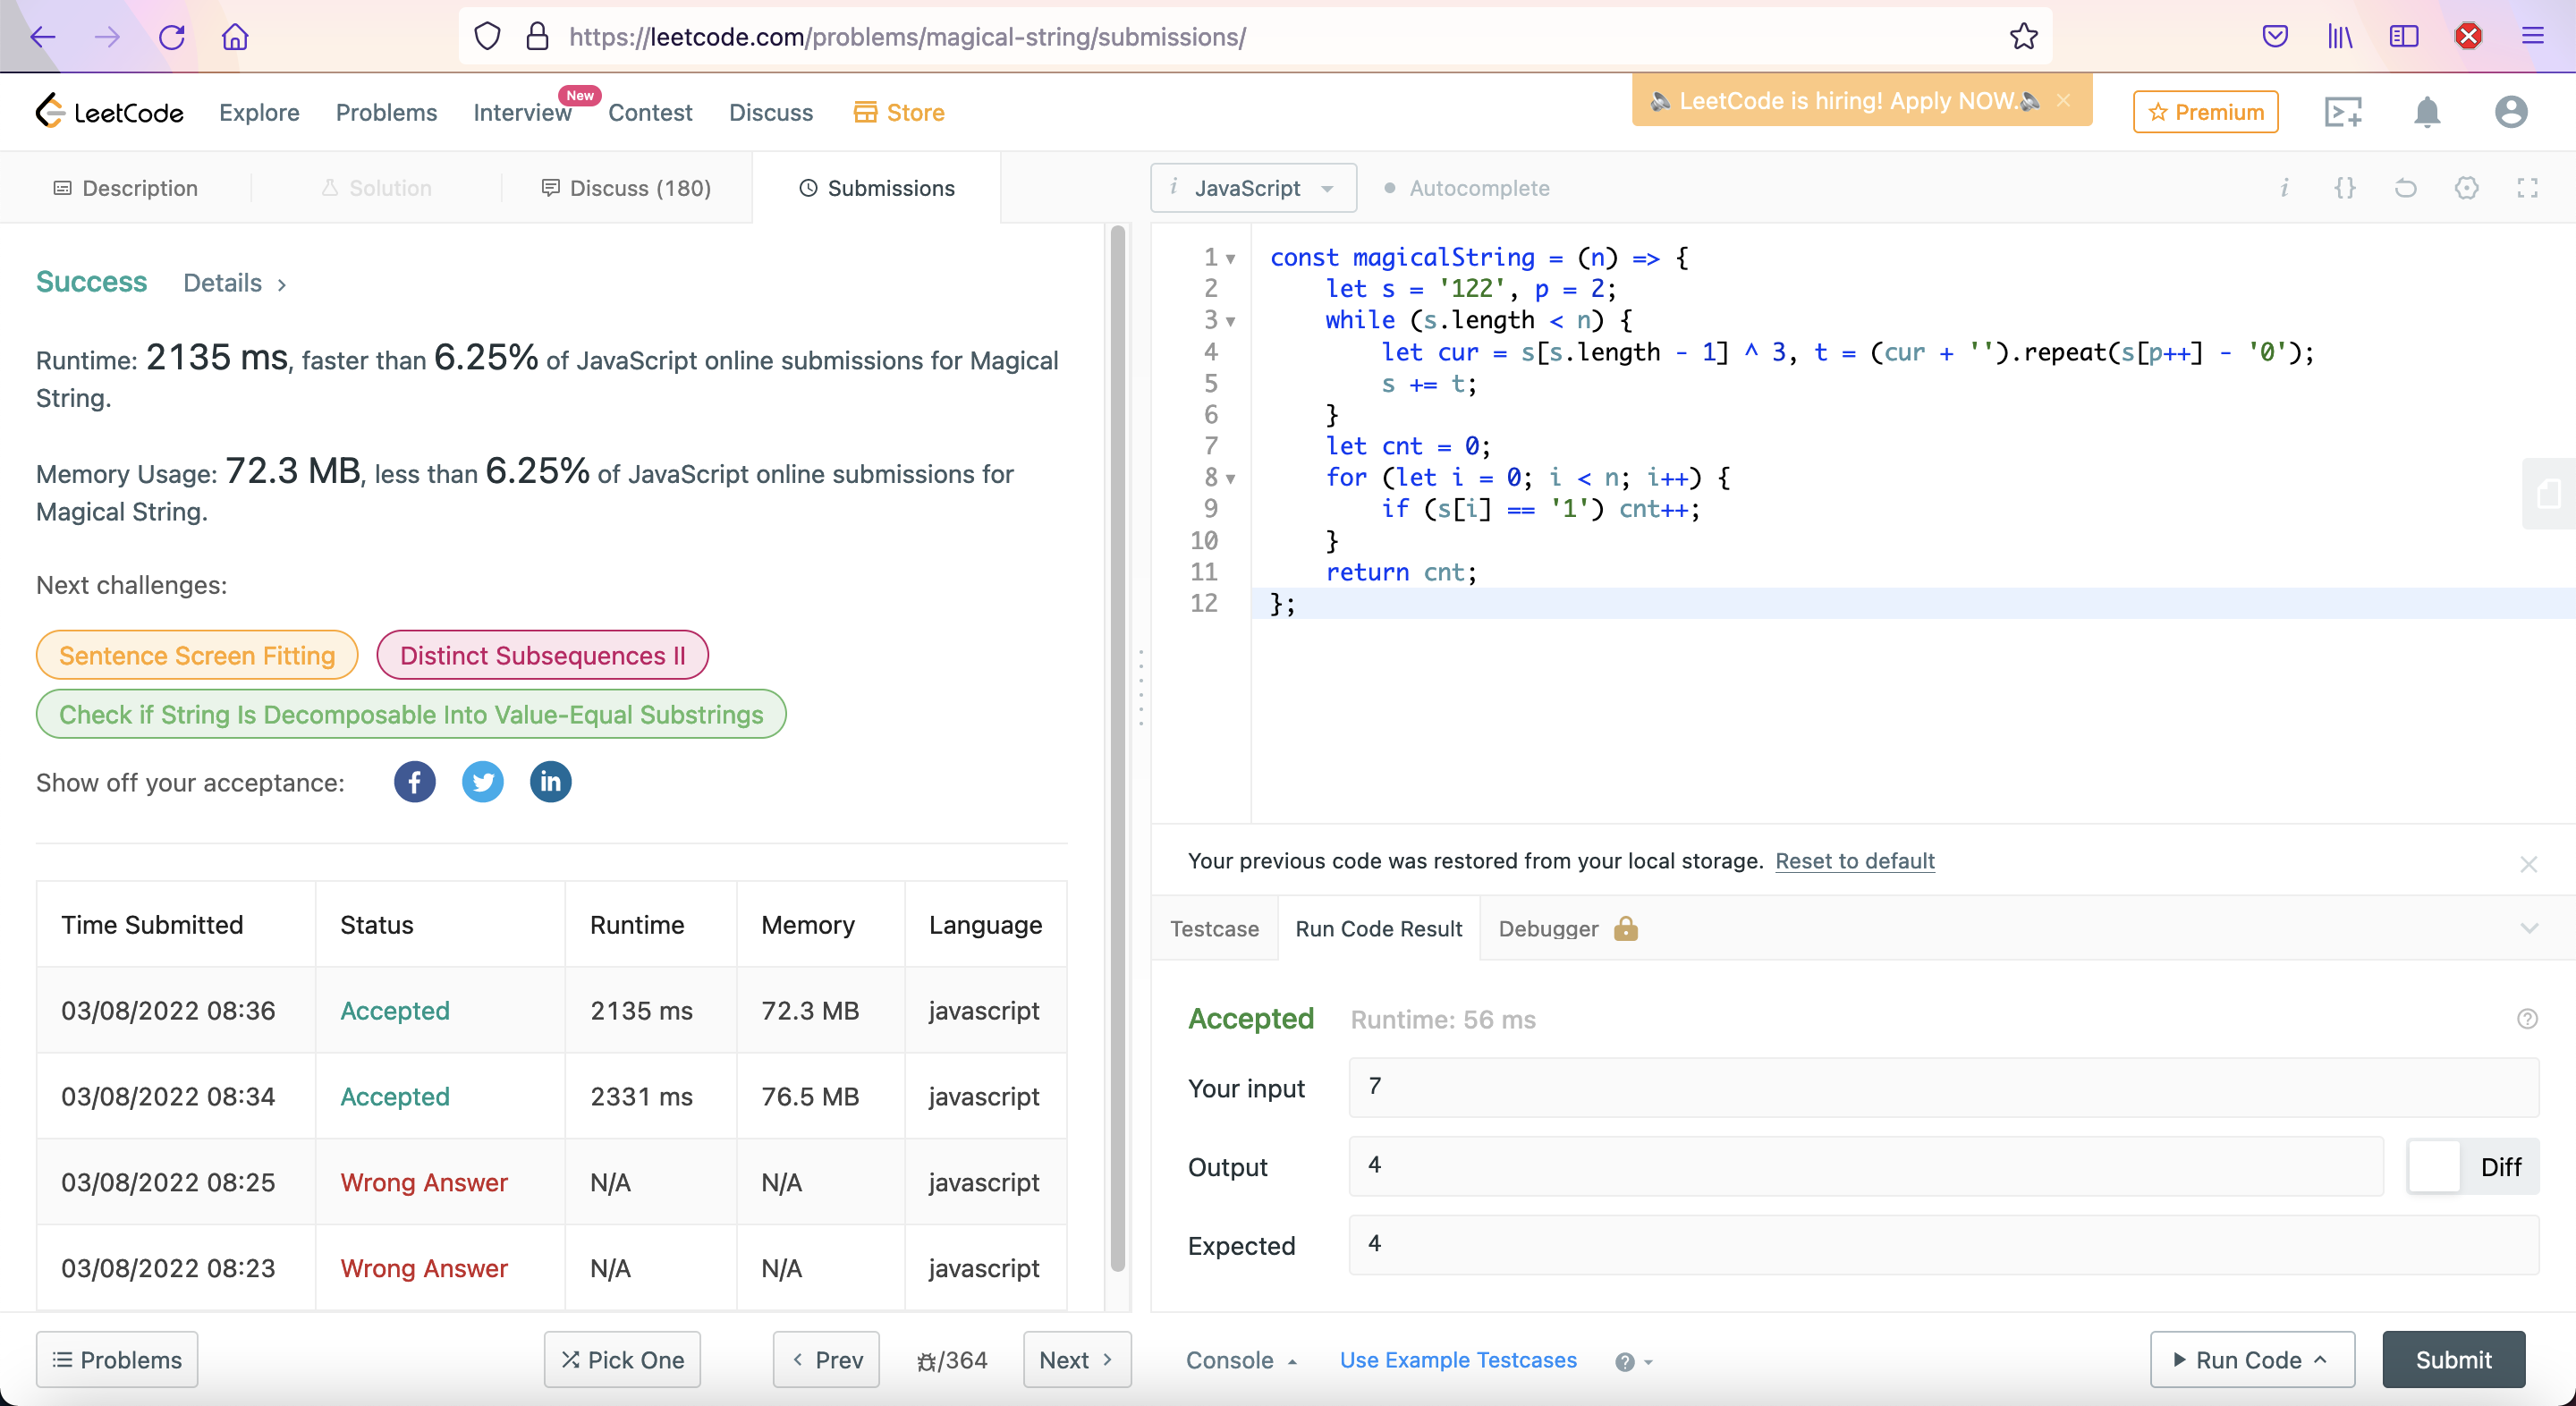 https://leetcode.com/problems/magical-string/submissions/
LeetCode Explore Problems Interview New Contest Discuss Store LeetCode is hiring! Apply NOW. Premium
Description Solution Discuss (180) Submissions
Success Details
Runtime: 2135 ms, faster than 6.25% of JavaScript online submissions for Magical
String.
Memory Usage: 72.3 MB, less than 6.25% of JavaScript online submissions for
Magical String.
Next challenges:
Sentence Screen Fitting Distinct Subsequences II
Check if String Is Decomposable Into Value-Equal Substrings
Show off your acceptance:
Time Submitted Status Runtime Memory Language
03/08/2022 08:36 Accepted 2135 ms 72.3 MB javascript
03/08/2022 08:34 Accepted 2331 ms 76.5 MB javascript
03/08/2022 08:25 Wrong Answer N/A N/A javascript
03/08/2022 08:23 Wrong Answer N/A N/A javascript
Problems Pick One Prev /364 Next
i JavaScript Autocomplete i {}
1 const magicalString = (n) => {
2 let s = '122', p = 2;
3 while (s.length < n) {
4 let cur = s[s.length - 1] ^ 3, t = (cur + '').repeat(s[p++] - '0');
5 s += t;
6 }
7 let cnt = 0;
8 for (let i = 0; i < n; i++) {
9 if (s[i] == '1') cnt++;
10 }
11 return cnt;
12 };
Your previous code was restored from your local storage. Reset to default
Testcase Run Code Result Debugger
Accepted Runtime: 56 ms
Your input 7
Output 4 Diff
Expected 4
Console Use Example Testcases Run Code Submit